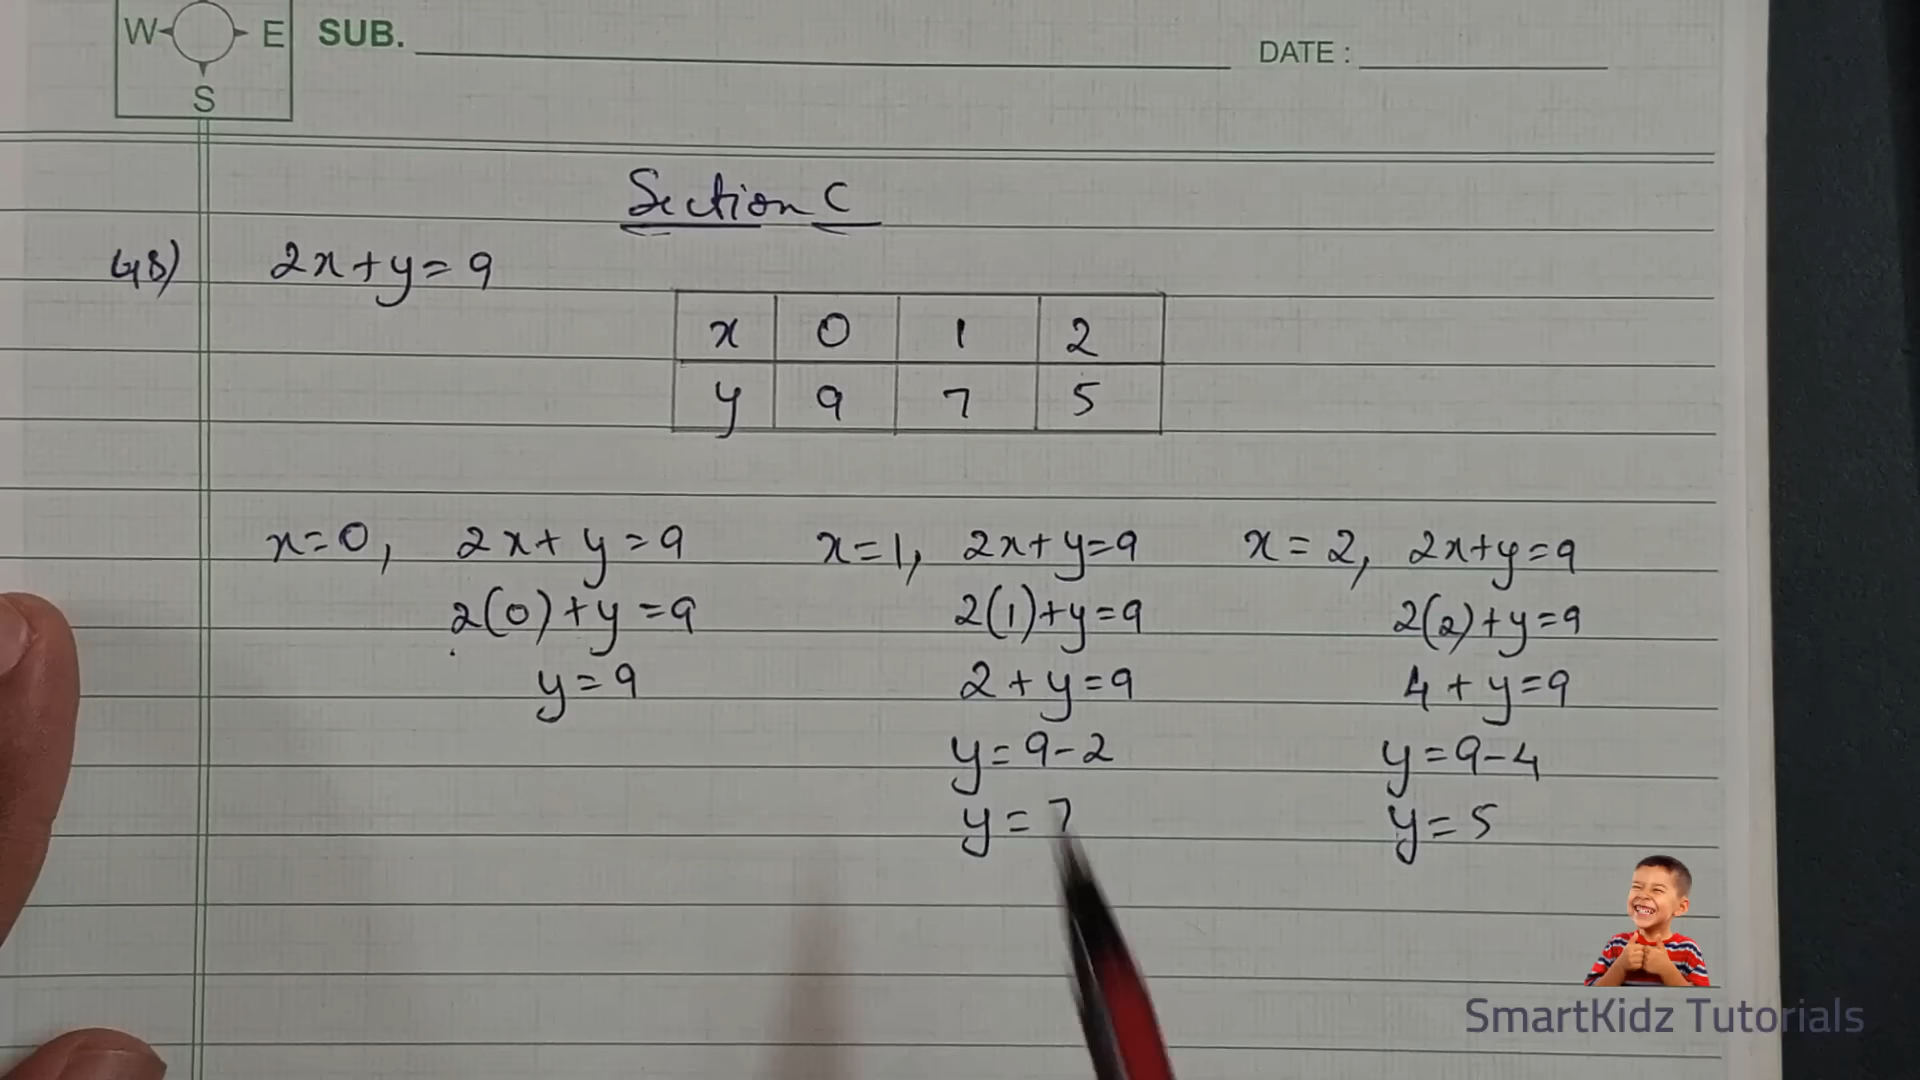 W E SUB. DATE :
S
Section C
48) 2x+y=9
x 0 1 2
y 9 7 5
x=0, 2x+y=9 x=1, 2x+y=9 x=2, 2x+y=9
2(0)+y=9 2(1)+y=9 2(2)+y=9
y=9 2+y=9 4+y=9
y=9-2 y=9-4
y=7 y=5
SmartKidz Tutorials